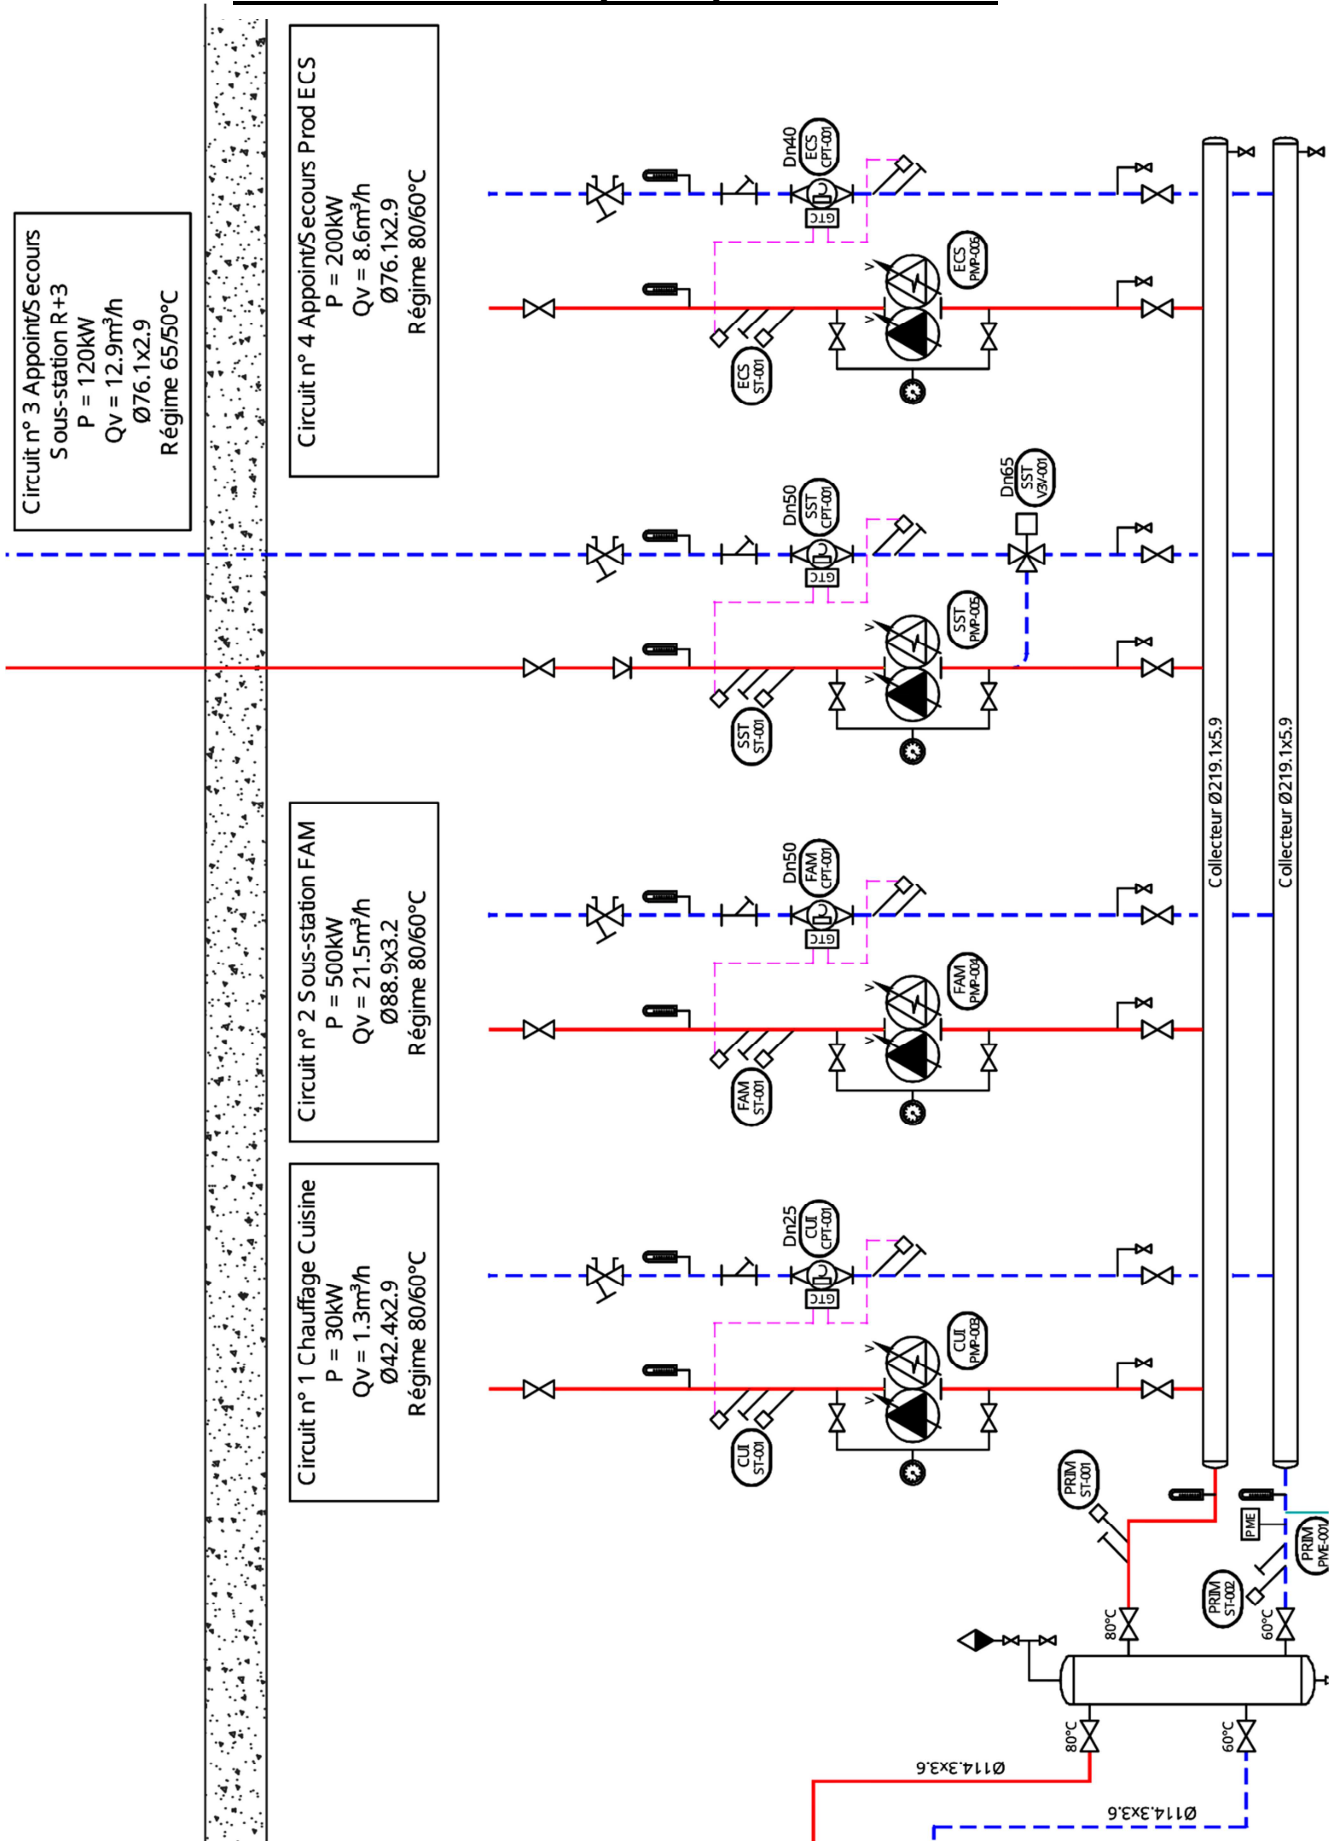 Circuit n° 3 Appoint/Secours
Sous-station R+3
P = 120kW
Qv = 12.9m³/h
Ø76.1x2.9
Régime 65/50°C
Circuit n° 4 Appoint/Secours Prod ECS
P = 200kW
Qv = 8.6m³/h
Ø76.1x2.9
Régime 80/60°C
Circuit n° 2 Sous-station FAM
P = 500kW
Qv = 21.5m³/h
Ø88.9x3.2
Régime 80/60°C
Circuit n° 1 Chauffage Cuisine
P = 30kW
Qv = 1.3m³/h
Ø42.4x2.9
Régime 80/60°C
Dn40
ECS
CPT-001
GTC
ECS
ST-001
V
V
ECS
PMP-006
Dn50
SST
CPT-001
GTC
SST
ST-001
V
V
SST
PMP-005
Dn65
SST
V3V-001
Dn50
FAM
CPT-001
GTC
FAM
ST-001
V
V
FAM
PMP-004
Dn25
CUI
CPT-001
GTC
CUI
ST-001
V
V
CUI
PMP-003
Collecteur Ø219.1x5.9
Collecteur Ø219.1x5.9
PRIM
ST-001
PME
PRIM
PME-001
PRIM
ST-002
80°C
60°C
80°C
60°C
Ø114.3x3.6
Ø114.3x3.6